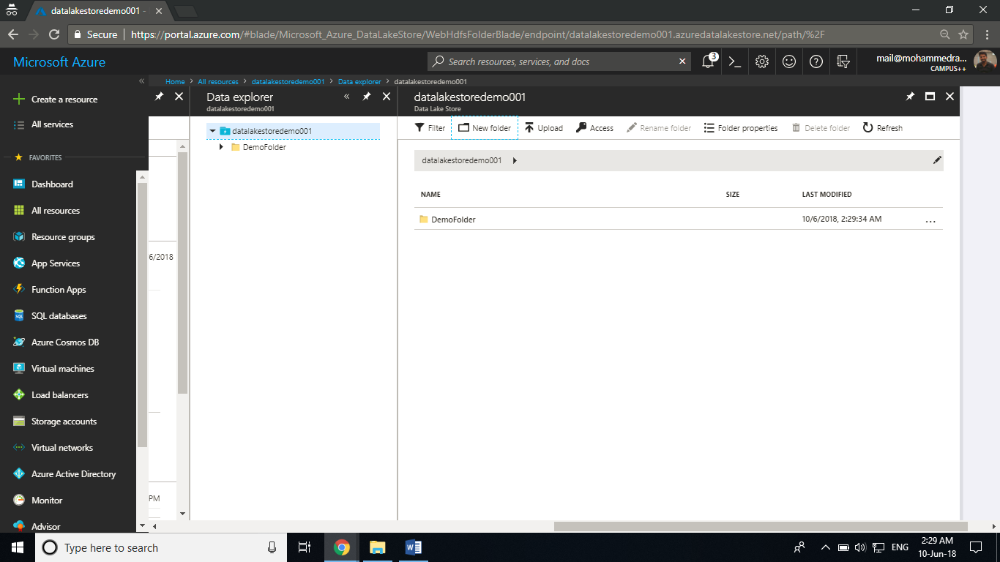 datalakestoredemo001 -
Secure | https://portal.azure.com/#blade/Microsoft_Azure_DataLakeStore/WebHdfsFolderBlade/endpoint/datalakestoredemo001.azuredatalakestore.net/path/%2F
Microsoft Azure
Search resources, services, and docs
3
mail@mohammedra...
CAMPUS++
Home > All resources > datalakestoredemo001 > Data explorer > datalakestoredemo001
Create a resource
All services
FAVORITES
Dashboard
All resources
Resource groups
App Services
Function Apps
SQL databases
Azure Cosmos DB
Virtual machines
Load balancers
Storage accounts
Virtual networks
Azure Active Directory
Monitor
Advisor
6/2018
PM
Data explorer
datalakestoredemo001
datalakestoredemo001
DemoFolder
datalakestoredemo001
Data Lake Store
Filter New folder Upload Access Rename folder Folder properties Delete folder Refresh
datalakestoredemo001
NAME SIZE LAST MODIFIED
DemoFolder 10/6/2018, 2:29:34 AM ...
Type here to search
ENG
2:29 AM
10-Jun-18